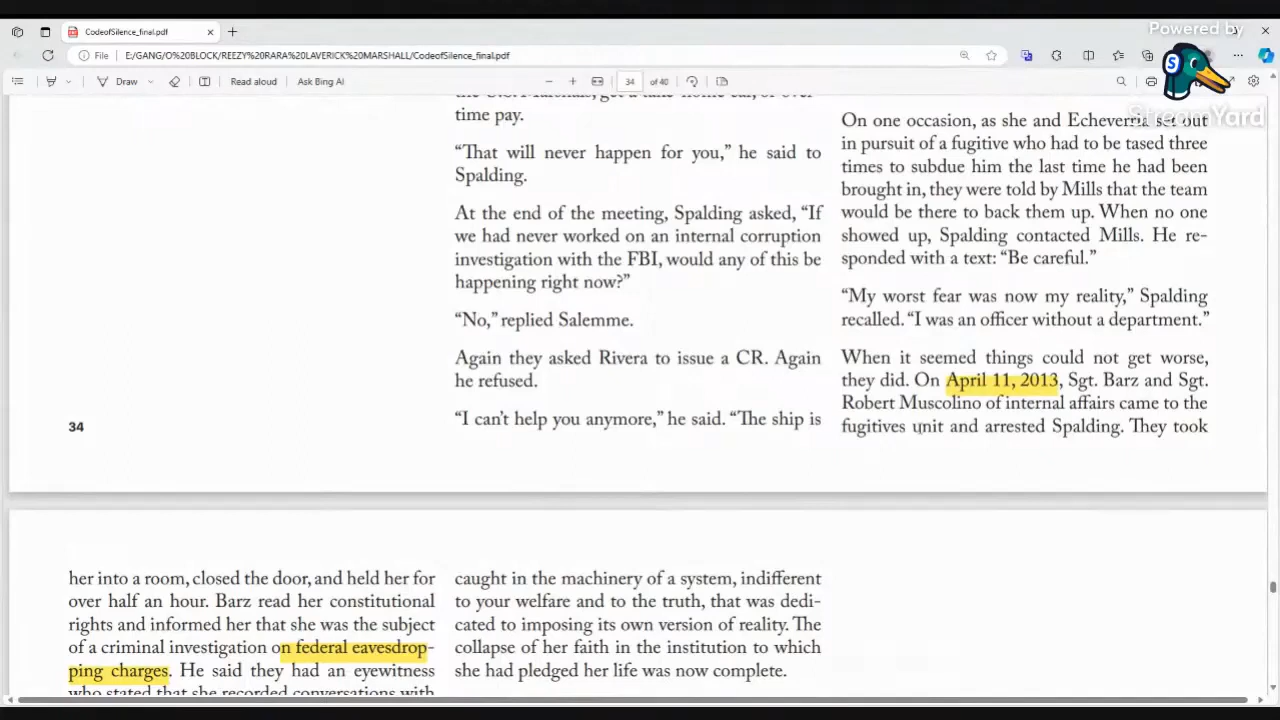 CodeofSilence_final.pdf
Powered by
File
E:/GANG/O%20BLOCK/REEZY%20RARA%20LAVERICK%20MARSHALL/CodeofSilence_final.pdf
Draw
Read aloud
Ask Bing AI
34
of 40
StreamYard
time pay.
“That will never happen for you,” he said to
Spalding.
At the end of the meeting, Spalding asked, “If
we had never worked on an internal corruption
investigation with the FBI, would any of this be
happening right now?”
“No,” replied Salemme.
Again they asked Rivera to issue a CR. Again
he refused.
“I can’t help you anymore,” he said. “The ship is
34
On one occasion, as she and Echeverria set out
in pursuit of a fugitive who had to be tased three
times to subdue him the last time he had been
brought in, they were told by Mills that the team
would be there to back them up. When no one
showed up, Spalding contacted Mills. He re-
sponded with a text: “Be careful.”
“My worst fear was now my reality,” Spalding
recalled. “I was an officer without a department.”
When it seemed things could not get worse,
they did. On April 11, 2013, Sgt. Barz and Sgt.
Robert Muscolino of internal affairs came to the
fugitives unit and arrested Spalding. They took
her into a room, closed the door, and held her for
over half an hour. Barz read her constitutional
rights and informed her that she was the subject
of a criminal investigation on federal eavesdrop-
ping charges. He said they had an eyewitness
who stated that she recorded conversations with
caught in the machinery of a system, indifferent
to your welfare and to the truth, that was dedi-
cated to imposing its own version of reality. The
collapse of her faith in the institution to which
she had pledged her life was now complete.